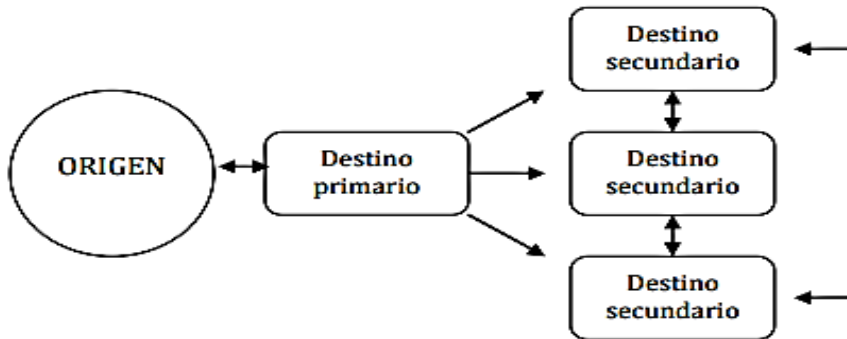 Destino
secundario
ORIGEN
Destino
primario
Destino
secundario
Destino
secundario